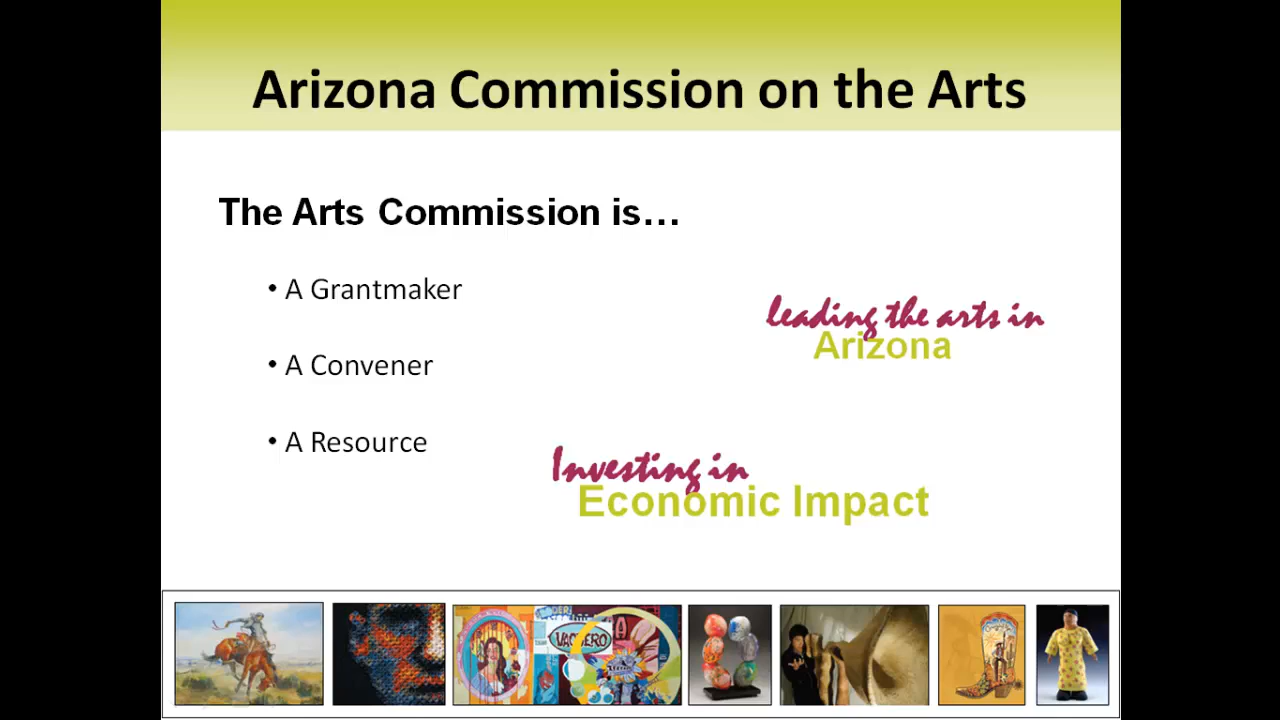 Arizona Commission on the Arts
The Arts Commission is…
• A Grantmaker
• A Convener
• A Resource
leading the arts in
Arizona
Investing in
Economic Impact
VAQUERO